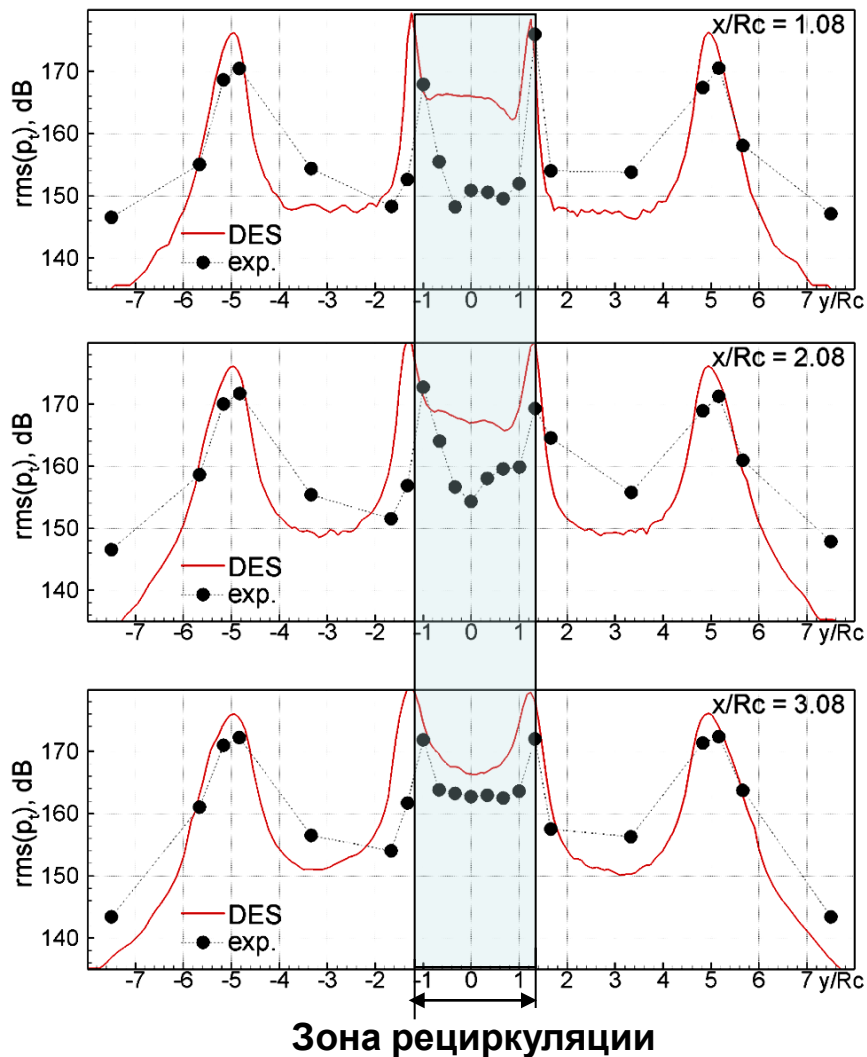 x/Rc = 1.08
rms(pₜ), dB
170
160
150
140
DES
exp.
-7 -6 -5 -4 -3 -2 -1 0 1 2 3 4 5 6 7 y/Rc
x/Rc = 2.08
rms(pₜ), dB
170
160
150
140
DES
exp.
-7 -6 -5 -4 -3 -2 -1 0 1 2 3 4 5 6 7 y/Rc
x/Rc = 3.08
rms(pₜ), dB
170
160
150
140
DES
exp.
-7 -6 -5 -4 -3 -2 -1 0 1 2 3 4 5 6 7 y/Rc
Зона рециркуляции